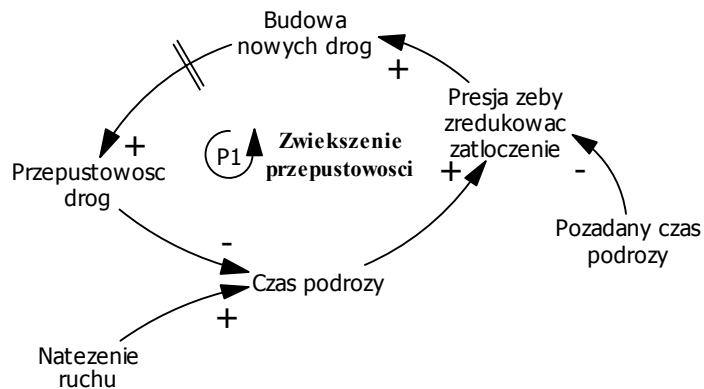 Budowa
nowych drog
+
Presja zeby
zredukowac
zatloczenie
+
-
Pozadany czas
podrozy
P1
Zwiekszenie
przepustowosci
+
Przepustowosc
drog
-
Czas podrozy
+
Natezenie
ruchu